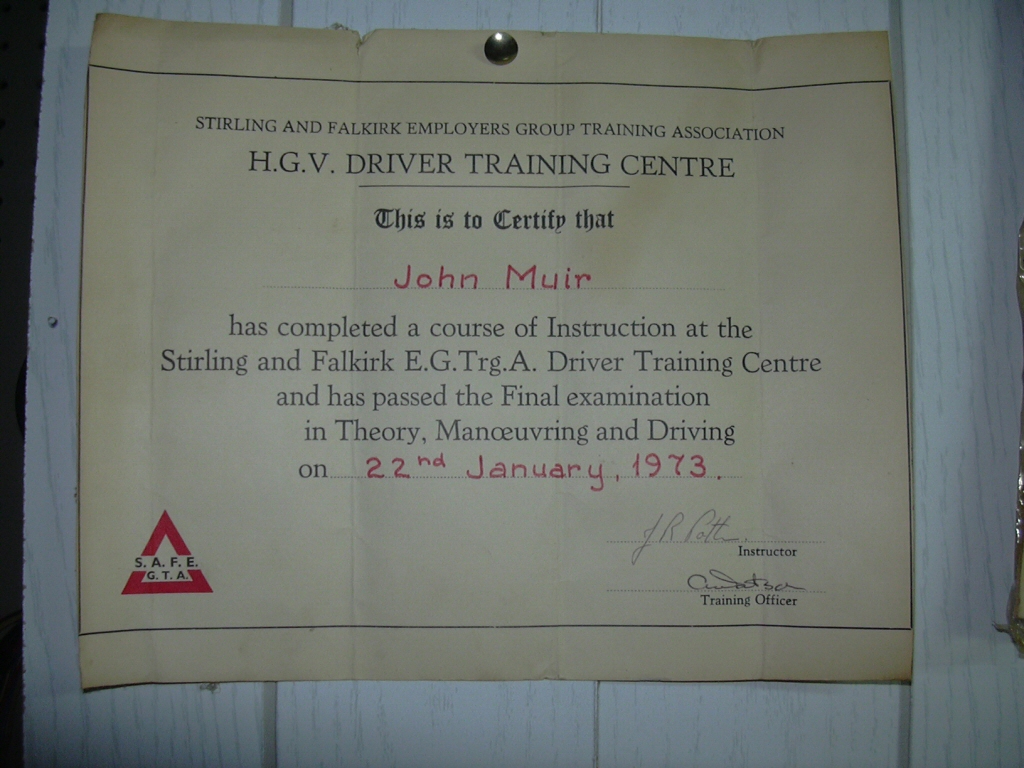 STIRLING AND FALKIRK EMPLOYERS GROUP TRAINING ASSOCIATION
H.G.V. DRIVER TRAINING CENTRE
This is to Certify that
John Muir
has completed a course of Instruction at the
Stirling and Falkirk E.G.Trg.A. Driver Training Centre
and has passed the Final examination
in Theory, Manœuvring and Driving
on 22nd January, 1973.
S. A. F. E.
G. T. A.
J R
Instructor
Training Officer